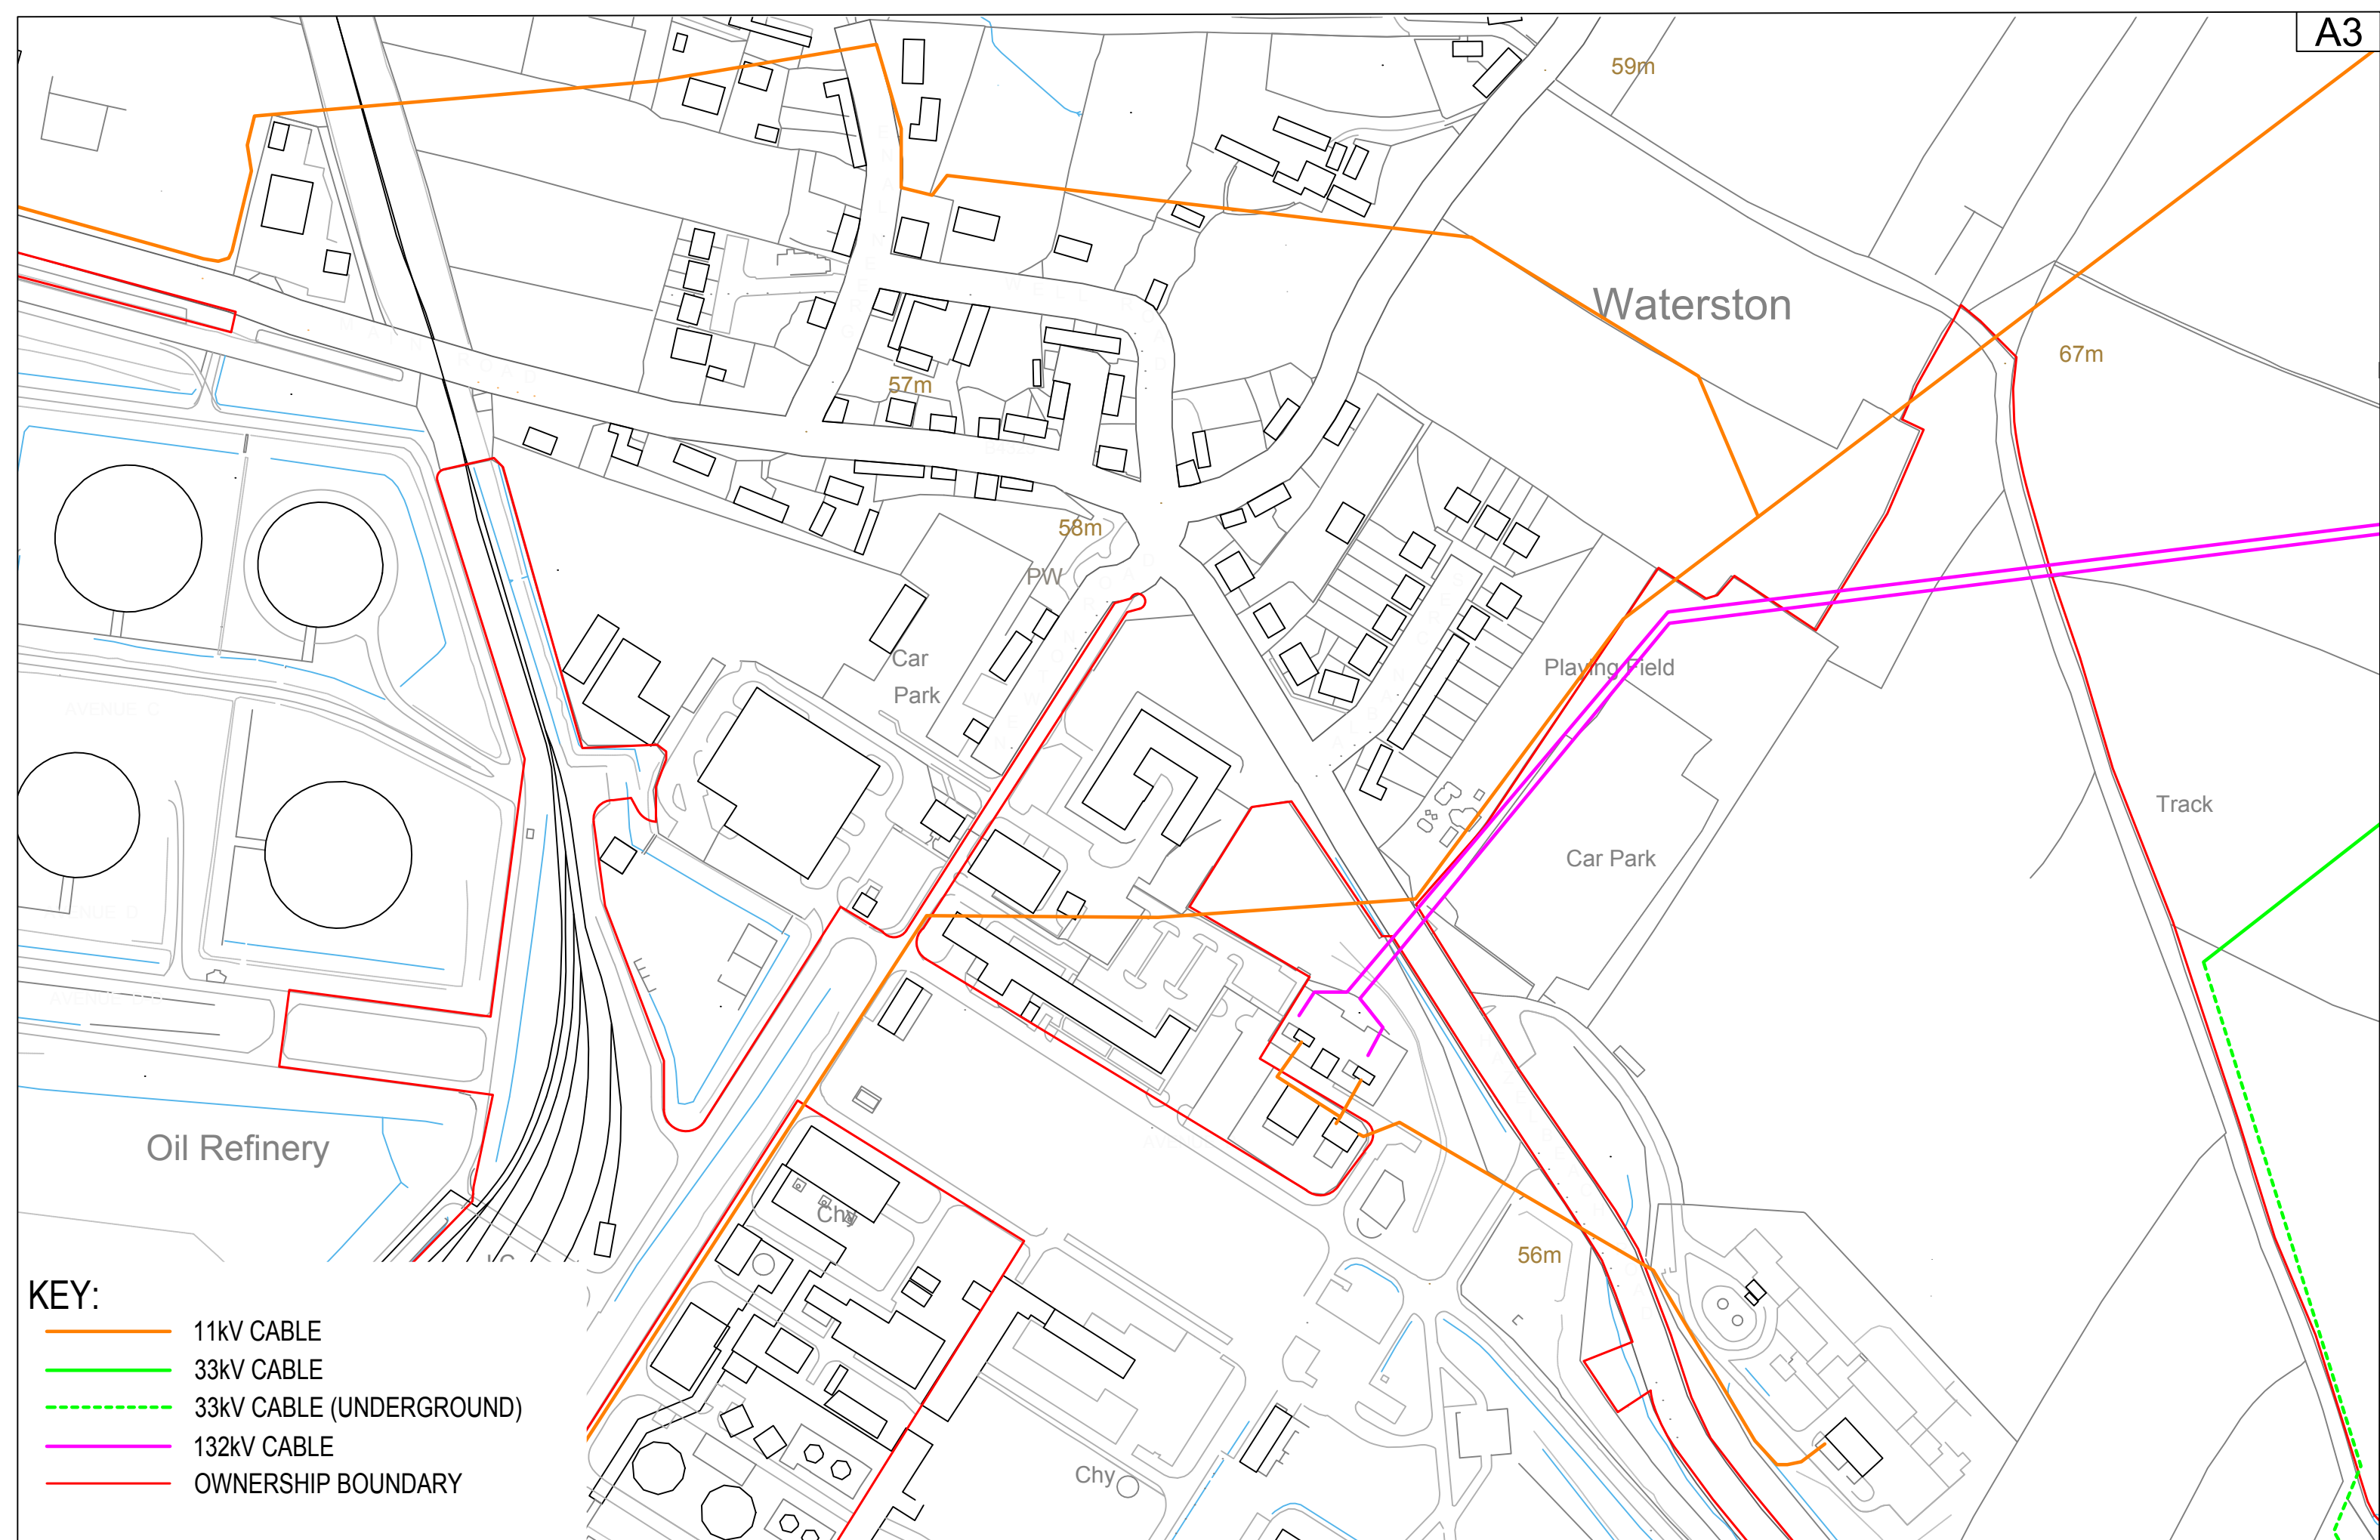 A3
59m
Waterston
67m
57m
58m
PW
Car
Park
Playing Field
Track
Car Park
AVENUE C
Oil Refinery
Chy
56m
Chy
KEY:
11kV CABLE
33kV CABLE
33kV CABLE (UNDERGROUND)
132kV CABLE
OWNERSHIP BOUNDARY